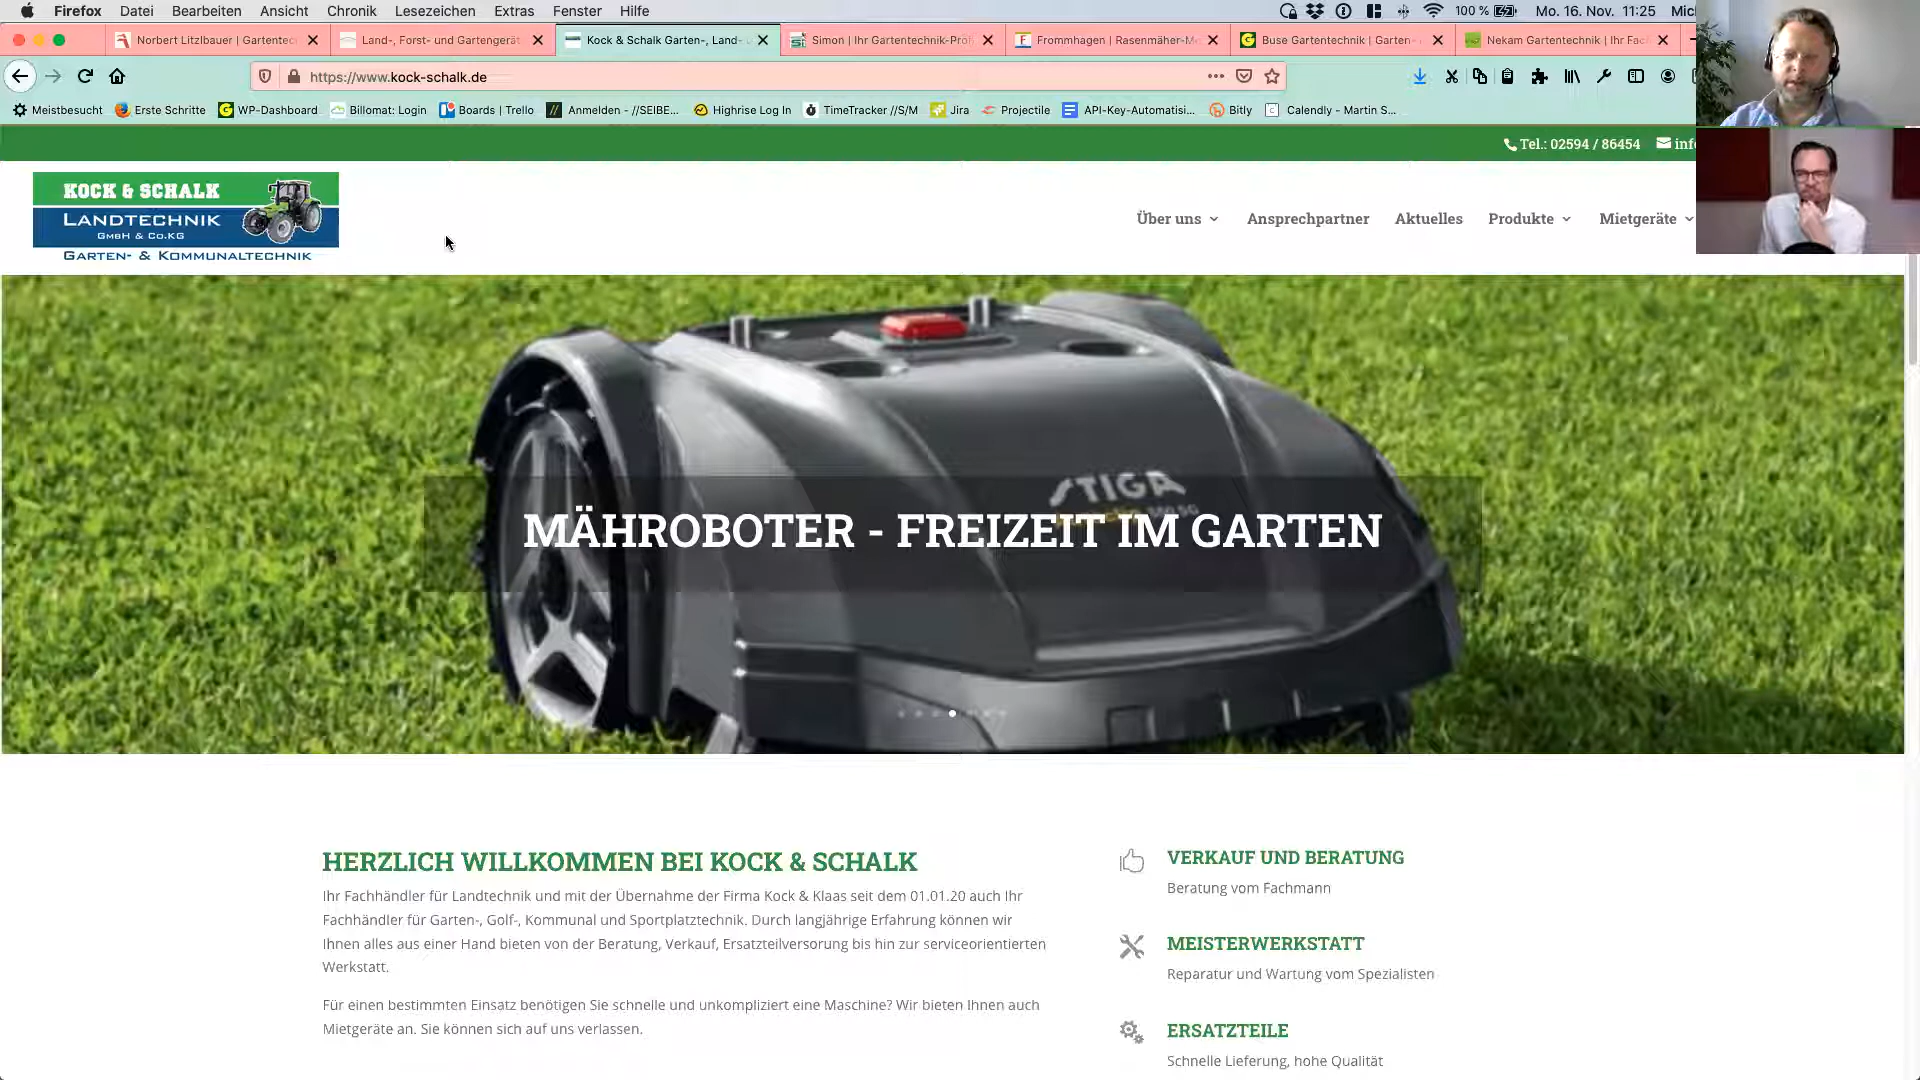 Firefox Datei Bearbeiten Ansicht Chronik Lesezeichen Extras Fenster Hilfe 100 % Mo. 16. Nov. 11:25
Norbert Litzlbauer | Gartentec Land-, Forst- und Gartengerät Kock & Schalk Garten-, Land- Simon | Ihr Gartentechnik-Prof Frommhagen | Rasenmäher-M Buse Gartentechnik | Garten- Nekam Gartentechnik | Ihr Fac
https://www.kock-schalk.de
Meistbesucht Erste Schritte WP-Dashboard Billomat: Login Boards | Trello Anmelden - //SEIBE... Highrise Log In TimeTracker //S/M Jira Projectile API-Key-Automatisi... Bitly Calendly - Martin S...
Tel.: 02594 / 86454 info
KOCK & SCHALK
LANDTECHNIK
GMBH & CO.KG
GARTEN- & KOMMUNALTECHNIK
Über uns Ansprechpartner Aktuelles Produkte Mietgeräte
STIGA
MÄHROBOTER - FREIZEIT IM GARTEN
HERZLICH WILLKOMMEN BEI KOCK & SCHALK
Ihr Fachhändler für Landtechnik und mit der Übernahme der Firma Kock & Klaas seit dem 01.01.20 auch Ihr
Fachhändler für Garten-, Golf-, Kommunal und Sportplatztechnik. Durch langjährige Erfahrung können wir
Ihnen alles aus einer Hand bieten von der Beratung, Verkauf, Ersatzteilversorung bis hin zur serviceorientierten
Werkstatt.
Für einen bestimmten Einsatz benötigen Sie schnelle und unkompliziert eine Maschine? Wir bieten Ihnen auch
Mietgeräte an. Sie können sich auf uns verlassen.
VERKAUF UND BERATUNG
Beratung vom Fachmann
MEISTERWERKSTATT
Reparatur und Wartung vom Spezialisten
ERSATZTEILE
Schnelle Lieferung, hohe Qualität